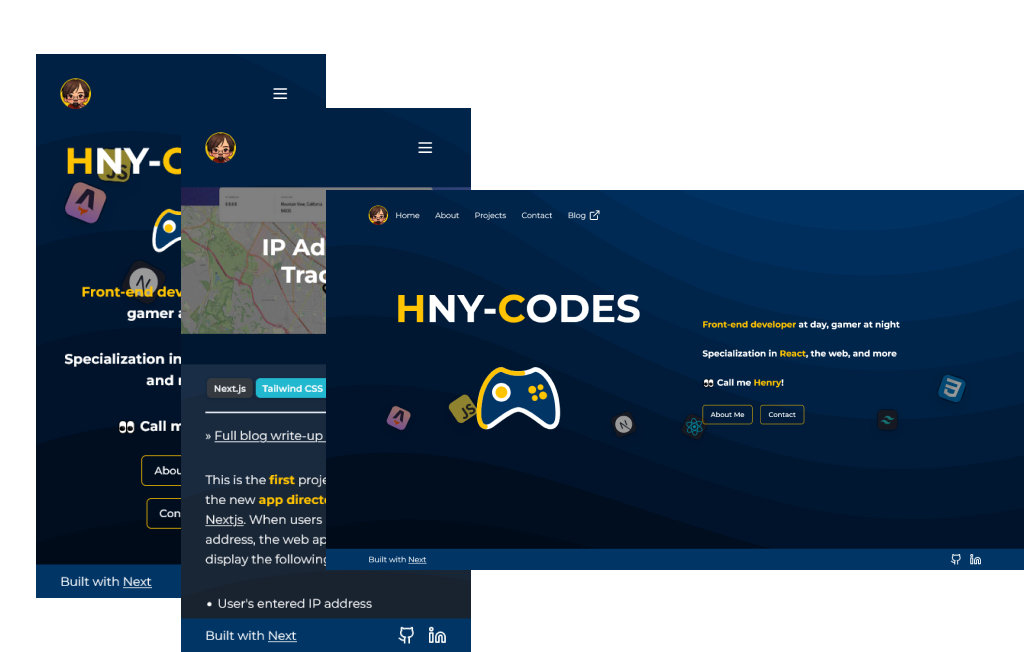 HNY-C
JS
N
Front-end dev
gamer a
Specialization in
and r
Call m
Abou
Con
Built with Next
IP Ad
Trac
Next.js
Tailwind CSS
» Full blog write-up
This is the first proje
the new app directo
Nextjs. When users
address, the web ap
display the following
• User's entered IP address
Built with Next
Home
About
Projects
Contact
Blog
HNY-CODES
Front-end developer at day, gamer at night
Specialization in React, the web, and more
Call me Henry!
About Me
Contact
JS
N
3
Built with Next